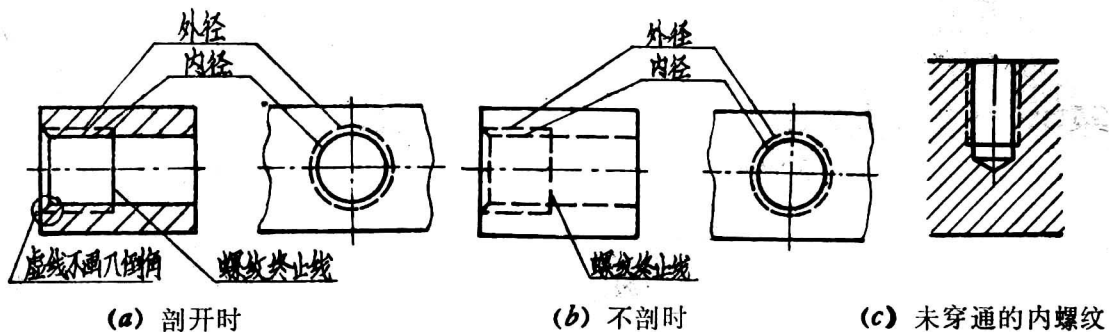 外径
内径
虚线不画入倒角
螺纹终止线
外径
内径
螺纹终止线
(a) 剖开时
(b) 不剖时
(c) 未穿通的内螺纹